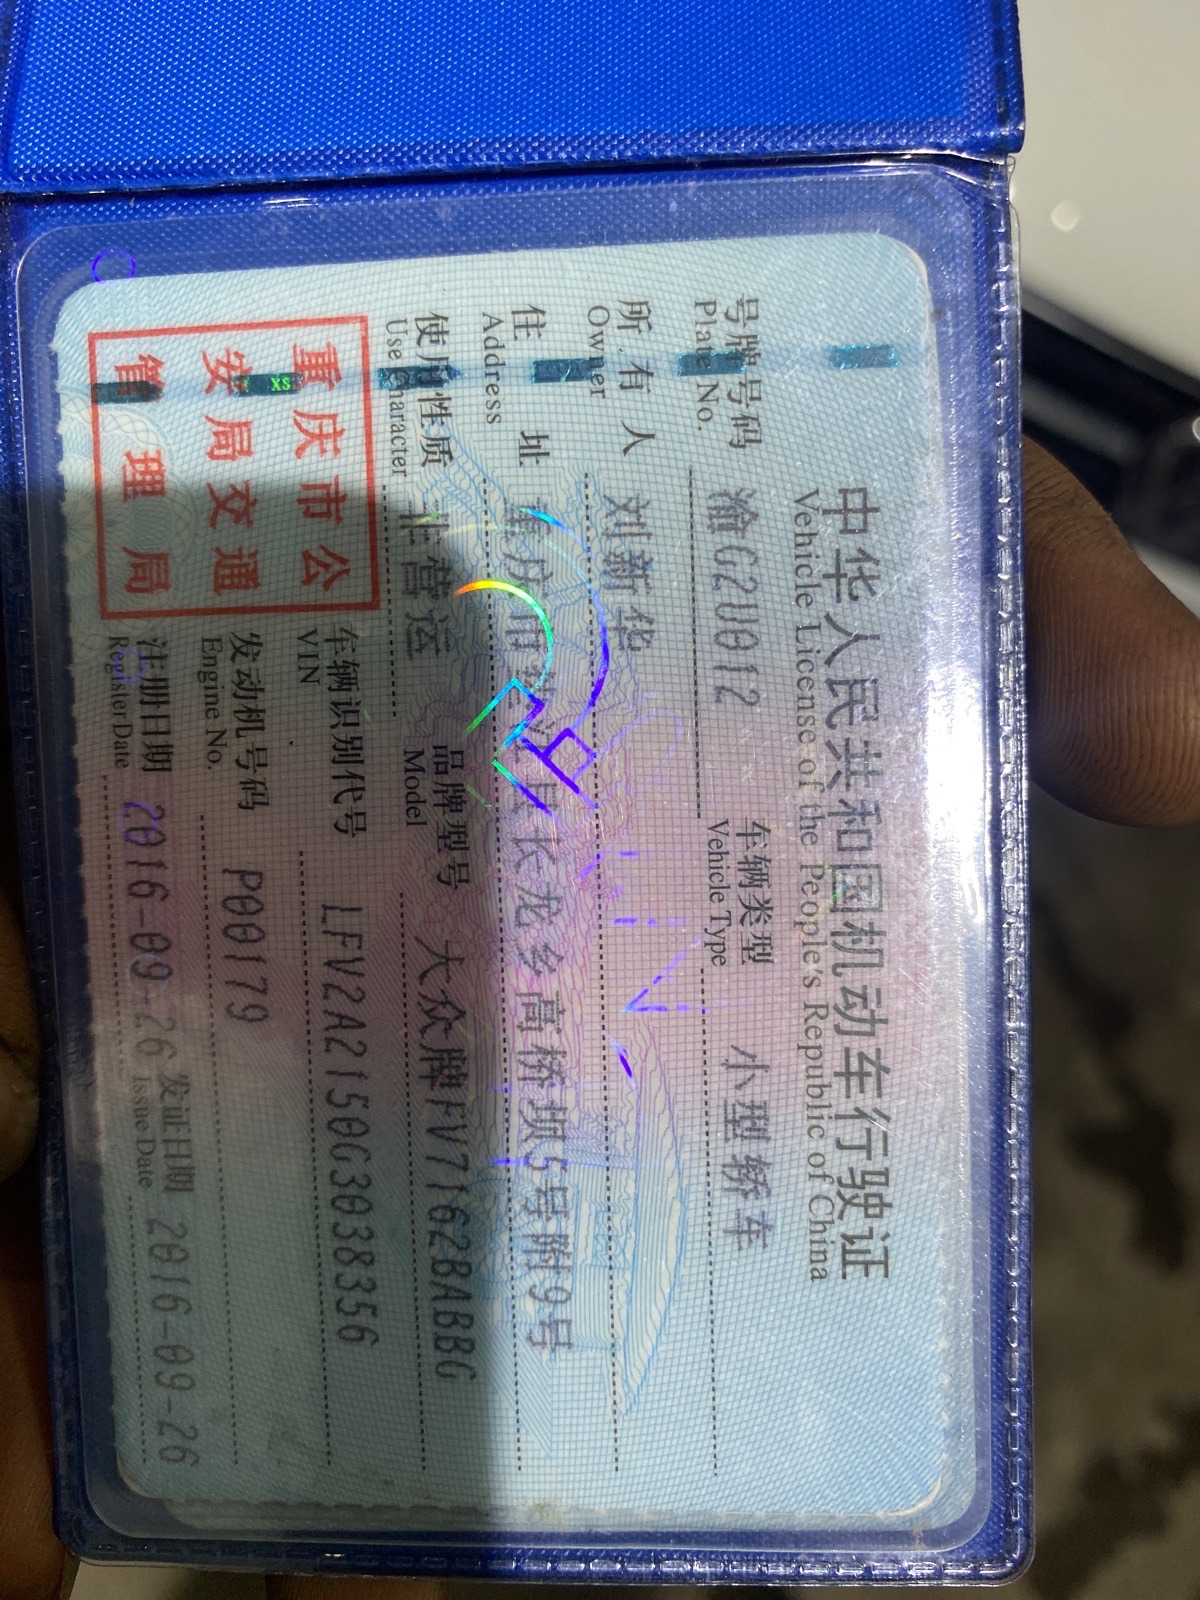 中华人民共和国机动车行驶证
Vehicle License of the People's Republic of China
号牌号码 渝G2U012 车辆类型 小型轿车
Plate No. Vehicle Type
所有人 刘新华
Owner
住址 重庆市 县长龙乡高桥坝5号附9号
Address
使用性质 非营运 品牌型号 大众牌FV7162BABBG
Use Character Model
车辆识别代号 LFV2A2150G3038356
VIN
发动机号码 P00179
Engine No.
注册日期 2016-09-26 发证日期 2016-09-26
Register Date Issue Date
重庆市公
安局交通
管理局
XS